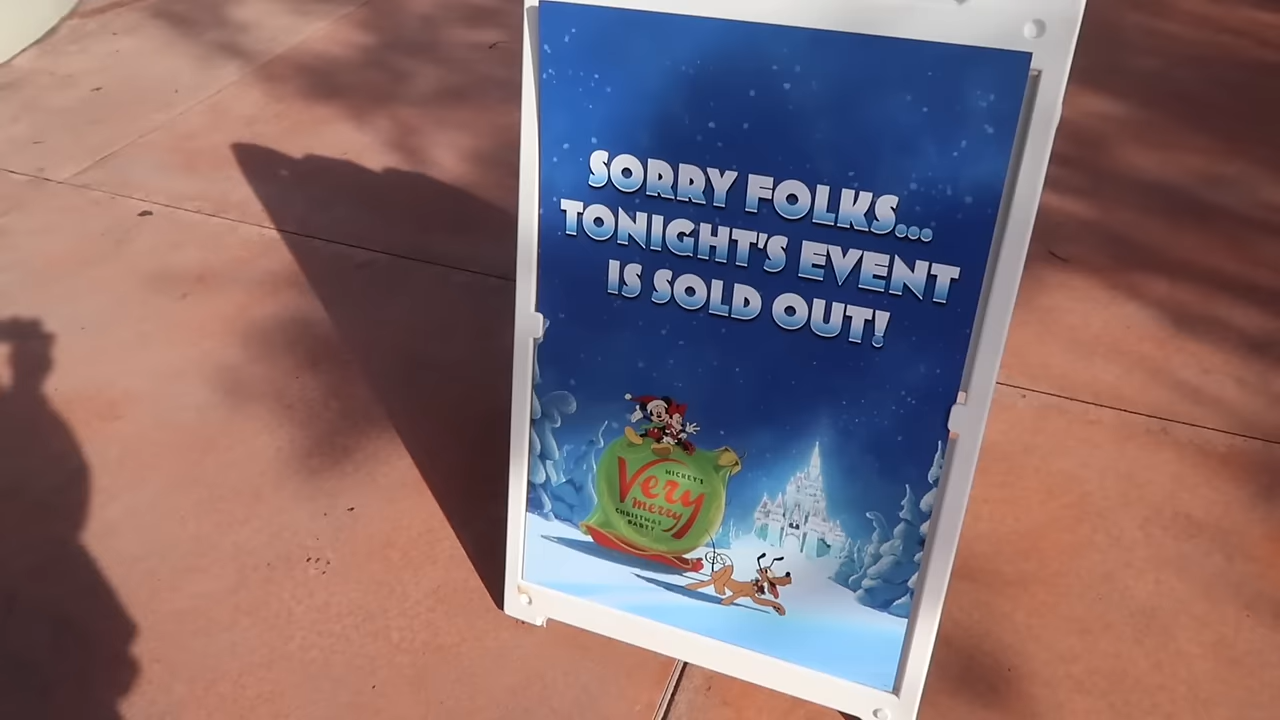 SORRY FOLKS...
TONIGHT'S EVENT
IS SOLD OUT!
MICKEY'S
Very
merry
CHRISTMAS
PARTY